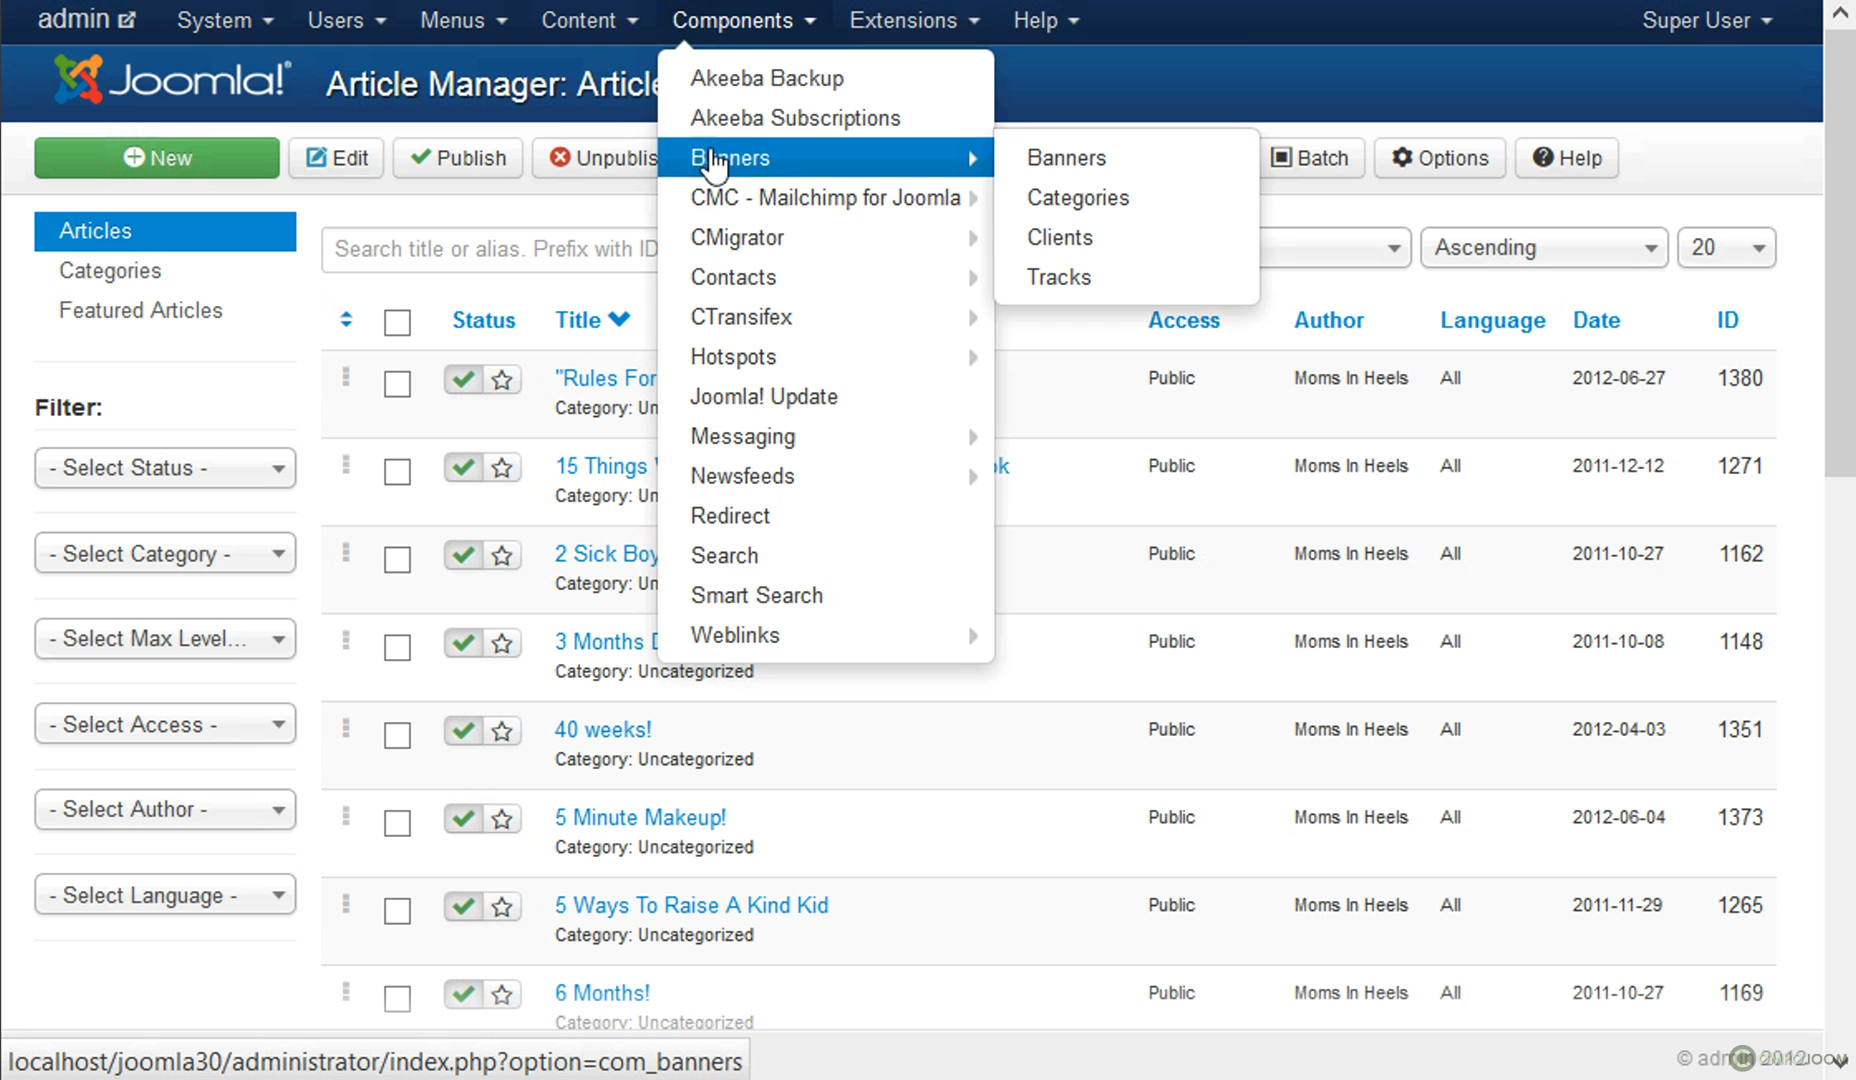 admin System Users Menus Content Components Extensions Help Super User
Joomla! Article Manager: Article
New Edit Publish Unpublis Batch Options Help
Akeeba Backup
Akeeba Subscriptions
Banners
CMC - Mailchimp for Joomla
CMigrator
Contacts
CTransifex
Hotspots
Joomla! Update
Messaging
Newsfeeds
Redirect
Search
Smart Search
Weblinks
Banners
Categories
Clients
Tracks
Articles
Categories
Featured Articles
Filter:
- Select Status -
- Select Category -
- Select Max Level...
- Select Access -
- Select Author -
- Select Language -
Search title or alias. Prefix with ID Ascending 20
Status Title Access Author Language Date ID
"Rules For Public Moms In Heels All 2012-06-27 1380
Category: Un
15 Things Public Moms In Heels All 2011-12-12 1271
Category: Un
2 Sick Boy Public Moms In Heels All 2011-10-27 1162
Category: Un
3 Months Public Moms In Heels All 2011-10-08 1148
Category: Uncategorized
40 weeks! Public Moms In Heels All 2012-04-03 1351
Category: Uncategorized
5 Minute Makeup! Public Moms In Heels All 2012-06-04 1373
Category: Uncategorized
5 Ways To Raise A Kind Kid Public Moms In Heels All 2011-11-29 1265
Category: Uncategorized
6 Months! Public Moms In Heels All 2011-10-27 1169
Category: Uncategorized
localhost/joomla30/administrator/index.php?option=com_banners
© admin 2012